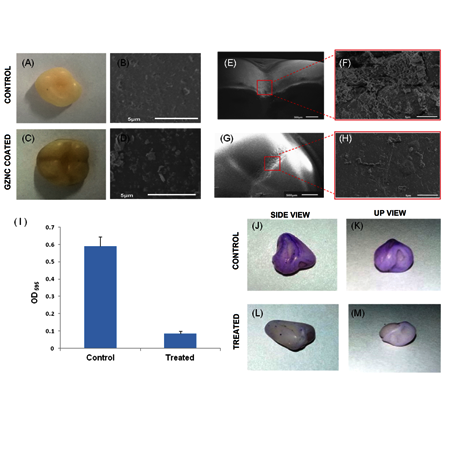 (A)
(B)
(E)
(F)
CONTROL
5µm
(C)
(D)
(G)
(H)
GZNC COATED
5µm
(I)
SIDE VIEW
UP VIEW
0.7
0.6
0.5
0.4
0.3
0.2
0.1
0
OD 595
Control
Treated
(J)
(K)
CONTROL
(L)
(M)
TREATED